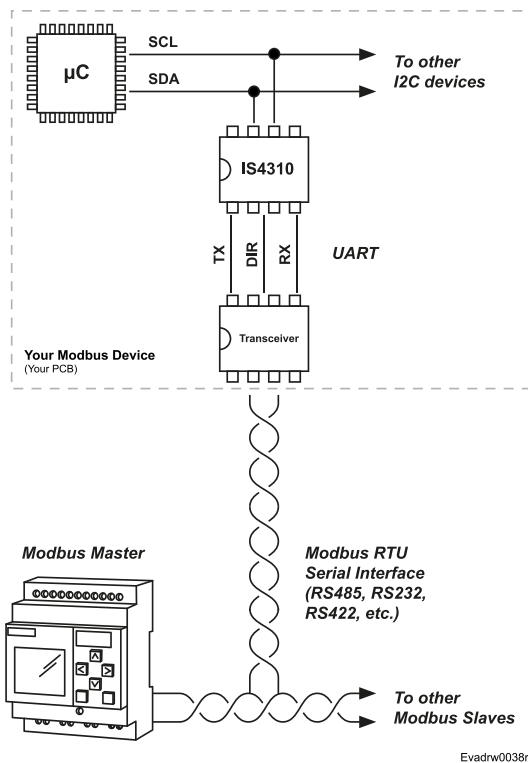 SCL
µC
SDA
To other
I2C devices
IS4310
TX
DIR
RX
UART
Transceiver
Your Modbus Device
(Your PCB)
Modbus Master
Modbus RTU
Serial Interface
(RS485, RS232,
RS422, etc.)
To other
Modbus Slaves
Evadrw0038r